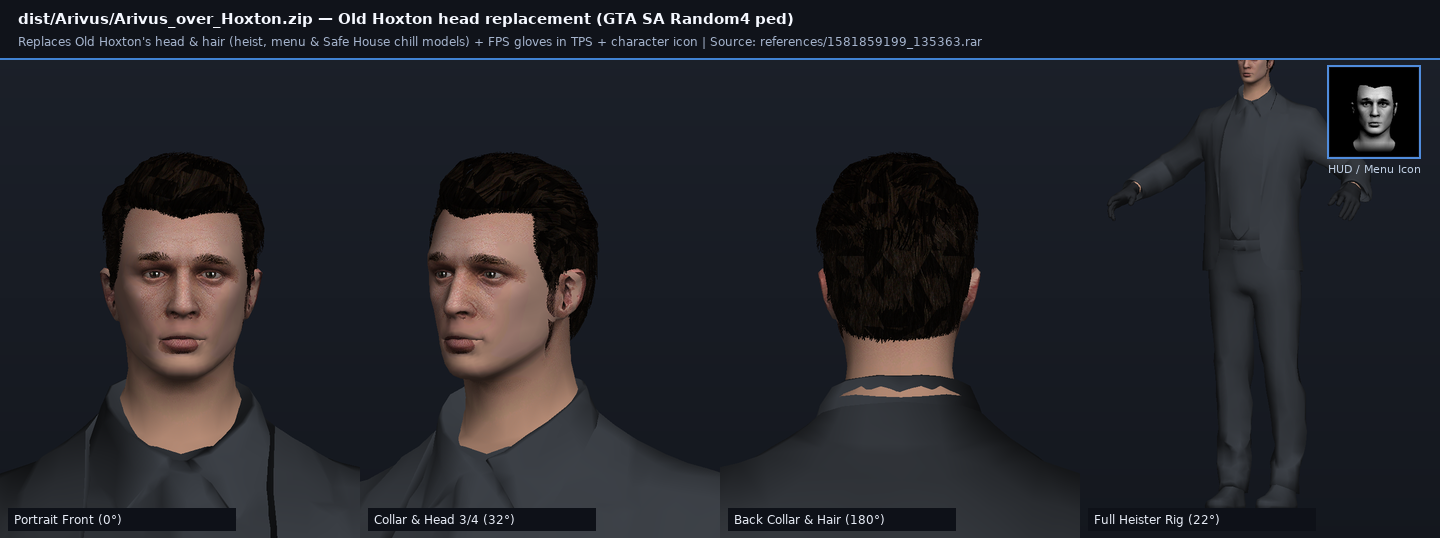 dist/Arivus/Arivus_over_Hoxton.zip — Old Hoxton head replacement (GTA SA Random4 ped)
Replaces Old Hoxton's head & hair (heist, menu & Safe House chill models) + FPS gloves in TPS + character icon | Source: references/1581859199_135363.rar
HUD / Menu Icon
Portrait Front (0°)
Collar & Head 3/4 (32°)
Back Collar & Hair (180°)
Full Heister Rig (22°)